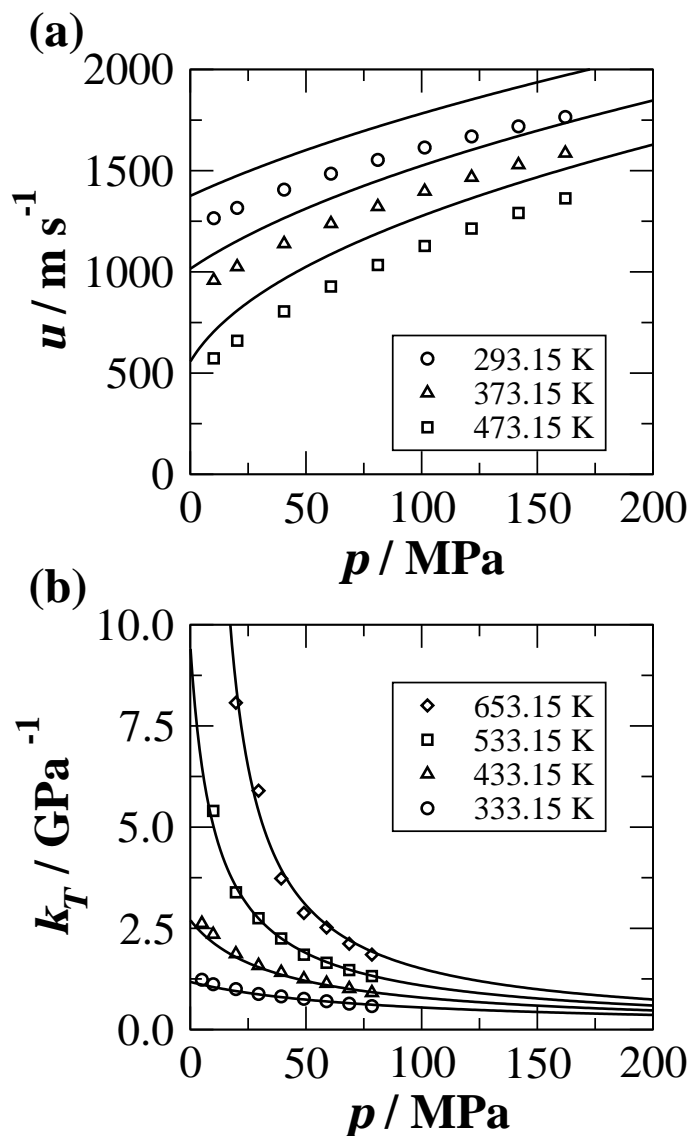 (a)
2000
1500
1000
500
0
u / m s -1
293.15 K
373.15 K
473.15 K
0 50 100 150 200
p / MPa
(b)
10.0
7.5
5.0
2.5
0.0
k_T / GPa -1
653.15 K
533.15 K
433.15 K
333.15 K
0 50 100 150 200
p / MPa